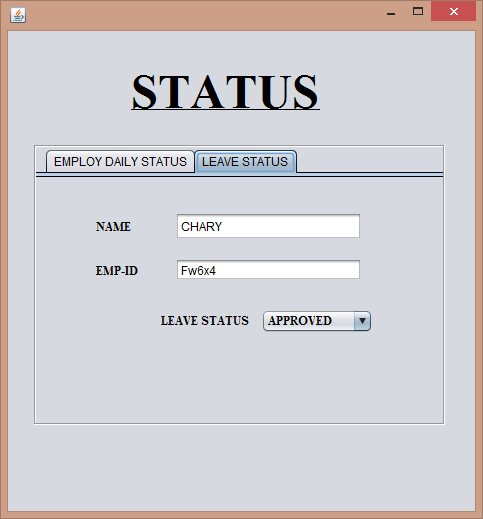 STATUS
EMPLOY DAILY STATUS LEAVE STATUS
NAME CHARY
EMP-ID Fw6x4
LEAVE STATUS APPROVED